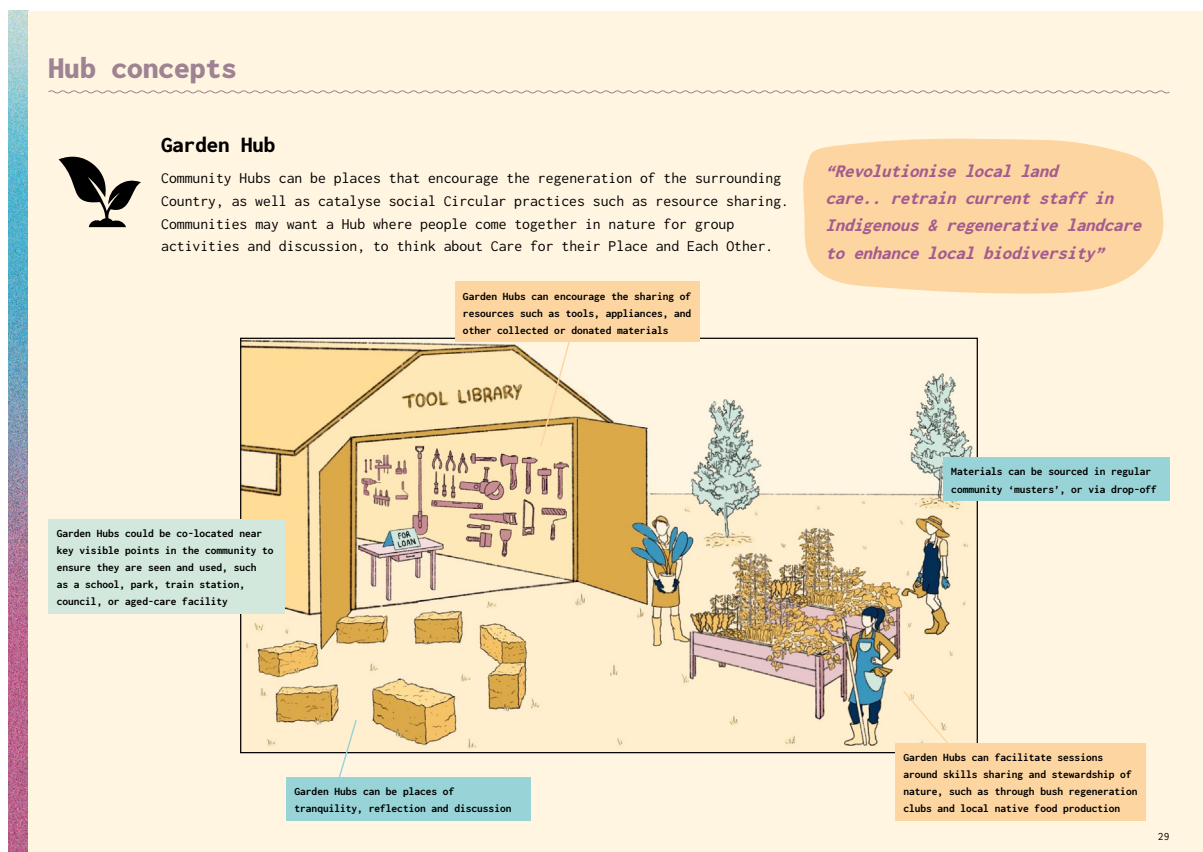 Hub concepts
Garden Hub
Community Hubs can be places that encourage the regeneration of the surrounding
Country, as well as catalyse social Circular practices such as resource sharing.
Communities may want a Hub where people come together in nature for group
activities and discussion, to think about Care for their Place and Each Other.
“Revolutionise local land
care.. retrain current staff in
Indigenous & regenerative landcare
to enhance local biodiversity”
Garden Hubs can encourage the sharing of
resources such as tools, appliances, and
other collected or donated materials
TOOL LIBRARY
FOR
LOAN
Materials can be sourced in regular
community ‘musters’, or via drop-off
Garden Hubs could be co-located near
key visible points in the community to
ensure they are seen and used, such
as a school, park, train station,
council, or aged-care facility
Garden Hubs can be places of
tranquility, reflection and discussion
Garden Hubs can facilitate sessions
around skills sharing and stewardship of
nature, such as through bush regeneration
clubs and local native food production
29